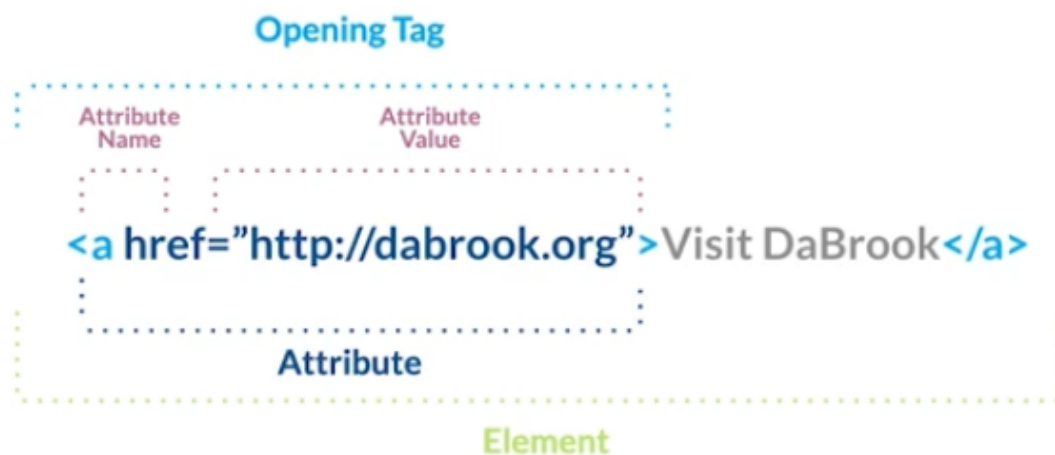 Opening Tag
Attribute
Name
Attribute
Value
<a href=”http://dabrook.org”>Visit DaBrook</a>
Attribute
Element